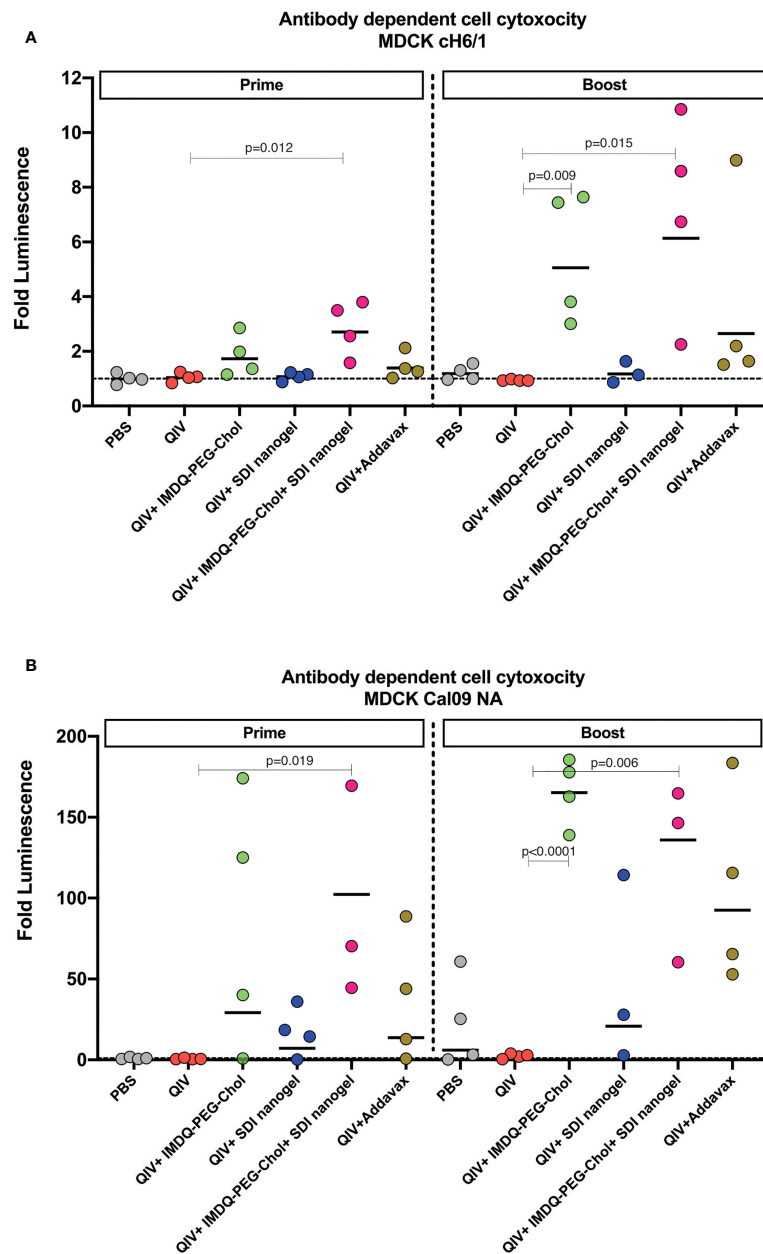 A
Antibody dependent cell cytoxocity
MDCK cH6/1
Prime
Boost
12
10
8
6
4
2
0
Fold Luminescence
p=0.012
p=0.015
p=0.009
PBS
QIV
QIV+ IMDQ-PEG-Chol
QIV+ SDI nanogel
QIV+ IMDQ-PEG-Chol+ SDI nanogel
QIV+Addavax
PBS
QIV
QIV+ IMDQ-PEG-Chol
QIV+ SDI nanogel
QIV+ IMDQ-PEG-Chol+ SDI nanogel
QIV+Addavax
B
Antibody dependent cell cytoxocity
MDCK Cal09 NA
Prime
Boost
200
150
100
50
0
Fold Luminescence
p=0.019
p=0.006
p<0.0001
PBS
QIV
QIV+ IMDQ-PEG-Chol
QIV+ SDI nanogel
QIV+ IMDQ-PEG-Chol+ SDI nanogel
QIV+Addavax
PBS
QIV
QIV+ IMDQ-PEG-Chol
QIV+ SDI nanogel
QIV+ IMDQ-PEG-Chol+ SDI nanogel
QIV+Addavax